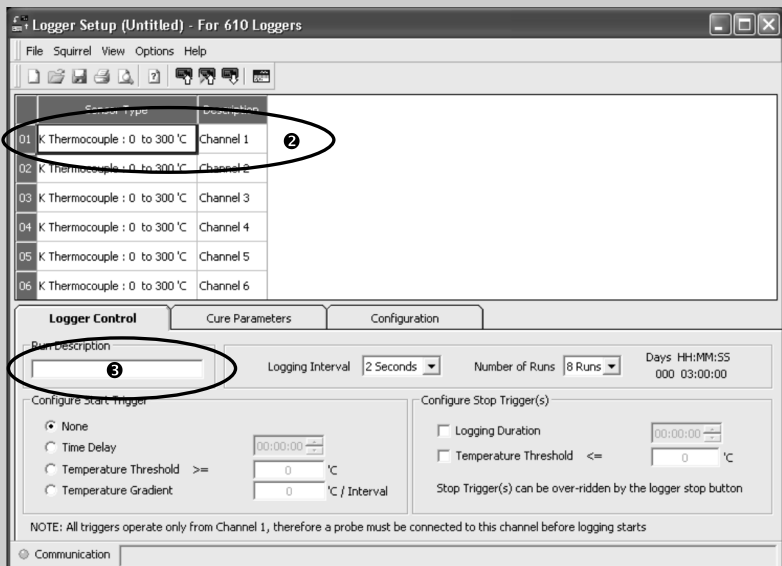 Logger Setup (Untitled) - For 610 Loggers
File Squirrel View Options Help
Sensor Type Description
01 K Thermocouple : 0 to 300 'C Channel 1 ❷
02 K Thermocouple : 0 to 300 'C Channel 2
03 K Thermocouple : 0 to 300 'C Channel 3
04 K Thermocouple : 0 to 300 'C Channel 4
05 K Thermocouple : 0 to 300 'C Channel 5
06 K Thermocouple : 0 to 300 'C Channel 6
Logger Control Cure Parameters Configuration
Run Description
❸
Logging Interval 2 Seconds Number of Runs 8 Runs
Days HH:MM:SS
000 03:00:00
Configure Start Trigger
None
Time Delay 00:00:00
Temperature Threshold >= 0 'C
Temperature Gradient 0 'C / Interval
Configure Stop Trigger(s)
Logging Duration 00:00:00
Temperature Threshold <= 0 'C
Stop Trigger(s) can be over-ridden by the logger stop button
NOTE: All triggers operate only from Channel 1, therefore a probe must be connected to this channel before logging starts
Communication